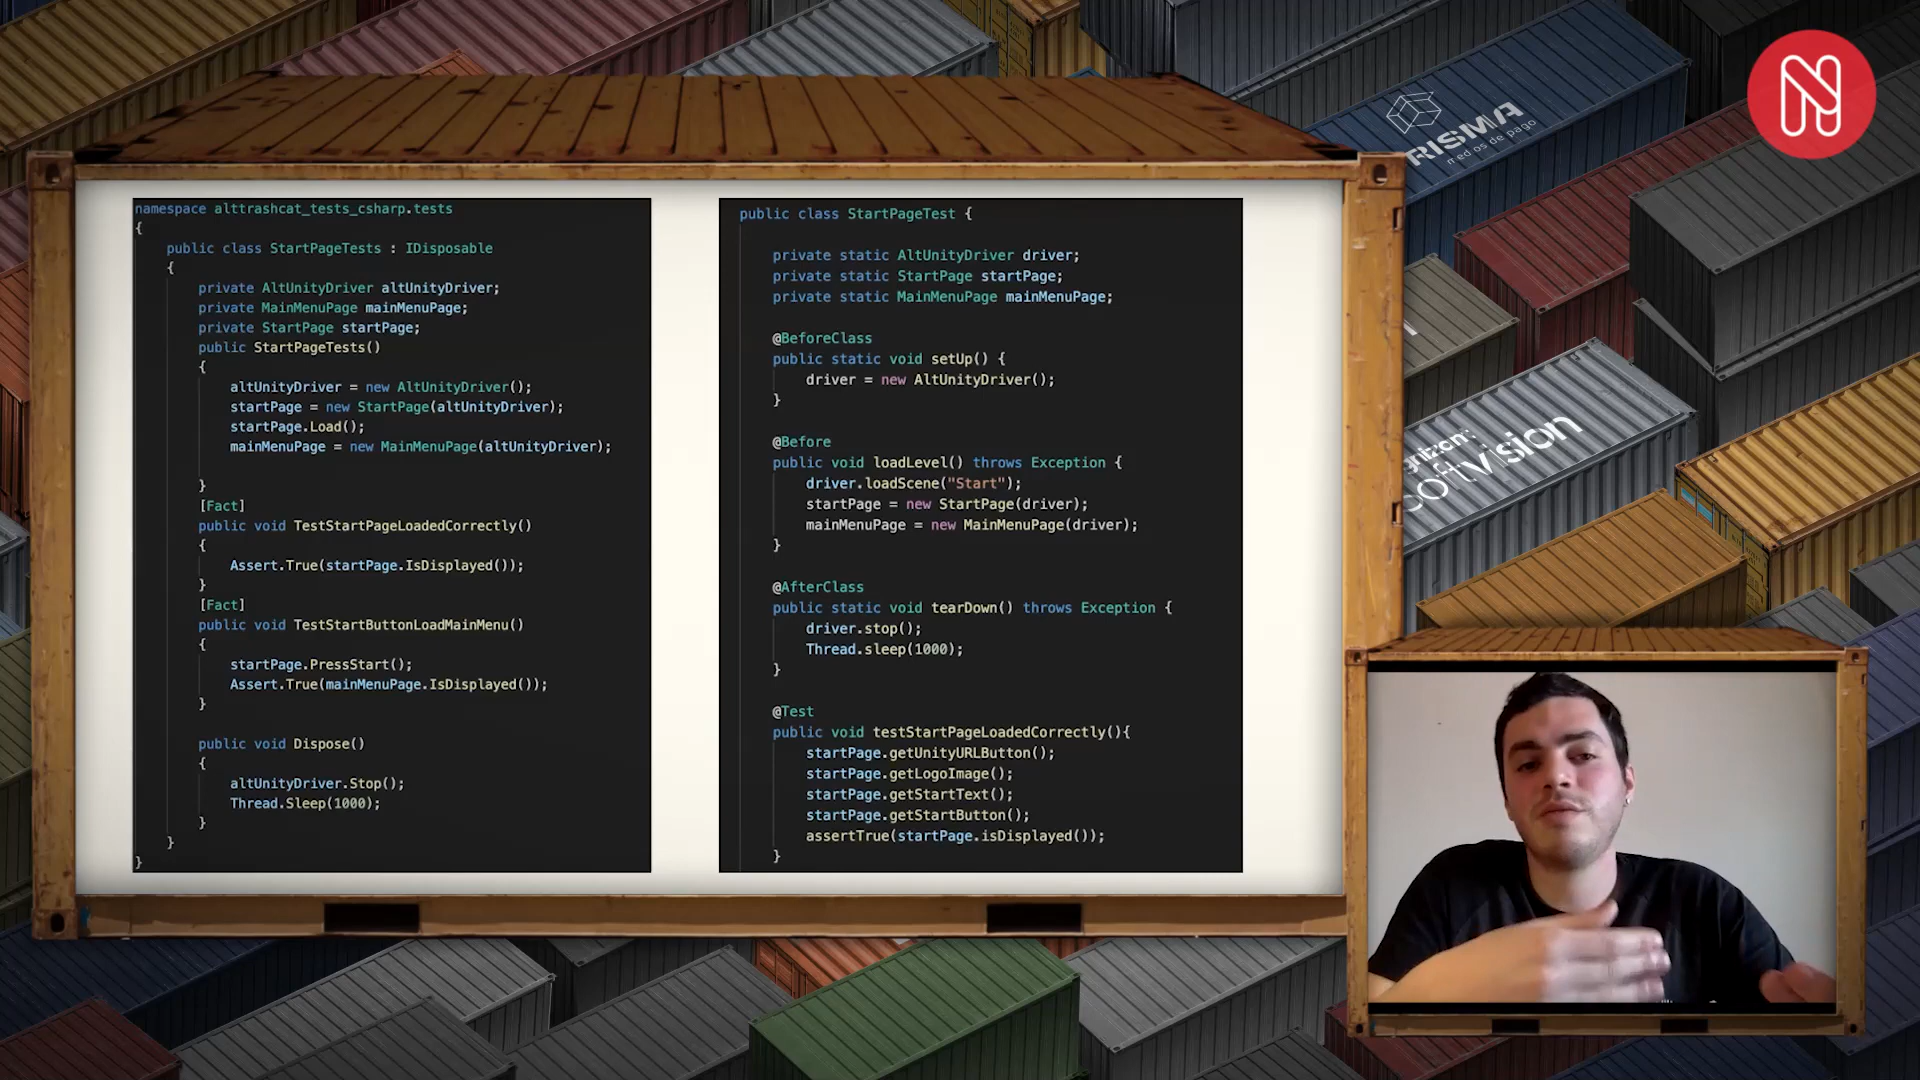 namespace alttrashcat_tests_csharp.tests
{
public class StartPageTests : IDisposable
{
private AltUnityDriver altUnityDriver;
private MainMenuPage mainMenuPage;
private StartPage startPage;
public StartPageTests()
{
altUnityDriver = new AltUnityDriver();
startPage = new StartPage(altUnityDriver);
startPage.Load();
mainMenuPage = new MainMenuPage(altUnityDriver);
}
[Fact]
public void TestStartPageLoadedCorrectly()
{
Assert.True(startPage.IsDisplayed());
}
[Fact]
public void TestStartButtonLoadMainMenu()
{
startPage.PressStart();
Assert.True(mainMenuPage.IsDisplayed());
}
public void Dispose()
{
altUnityDriver.Stop();
Thread.Sleep(1000);
}
}
}
public class StartPageTest {
private static AltUnityDriver driver;
private static StartPage startPage;
private static MainMenuPage mainMenuPage;
@BeforeClass
public static void setUp() {
driver = new AltUnityDriver();
}
@Before
public void loadLevel() throws Exception {
driver.loadScene("Start");
startPage = new StartPage(driver);
mainMenuPage = new MainMenuPage(driver);
}
@AfterClass
public static void tearDown() throws Exception {
driver.stop();
Thread.sleep(1000);
}
@Test
public void testStartPageLoadedCorrectly(){
startPage.getUnityURLButton();
startPage.getLogoImage();
startPage.getStartText();
startPage.getStartButton();
assertTrue(startPage.isDisplayed());
}
RISMA
medios de pago
gnizant
oftvision
N